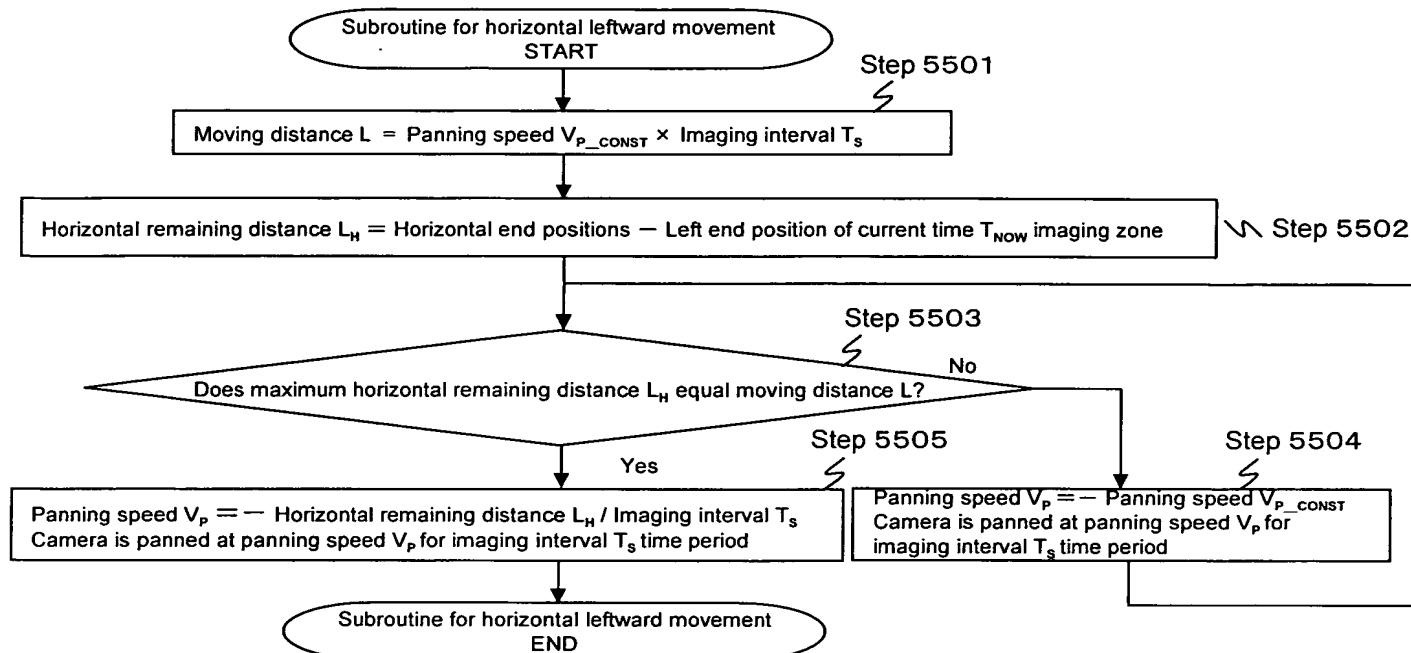 Subroutine for horizontal leftward movement
START
Step 5501
Moving distance L = Panning speed V_P_CONST × Imaging interval T_S
Horizontal remaining distance L_H = Horizontal end positions − Left end position of current time T_NOW imaging zone
Step 5502
Step 5503
No
Does maximum horizontal remaining distance L_H equal moving distance L?
Step 5505
Step 5504
Yes
Panning speed V_P = − Horizontal remaining distance L_H / Imaging interval T_S
Camera is panned at panning speed V_P for imaging interval T_S time period
Panning speed V_P = − Panning speed V_P_CONST
Camera is panned at panning speed V_P for
imaging interval T_S time period
Subroutine for horizontal leftward movement
END